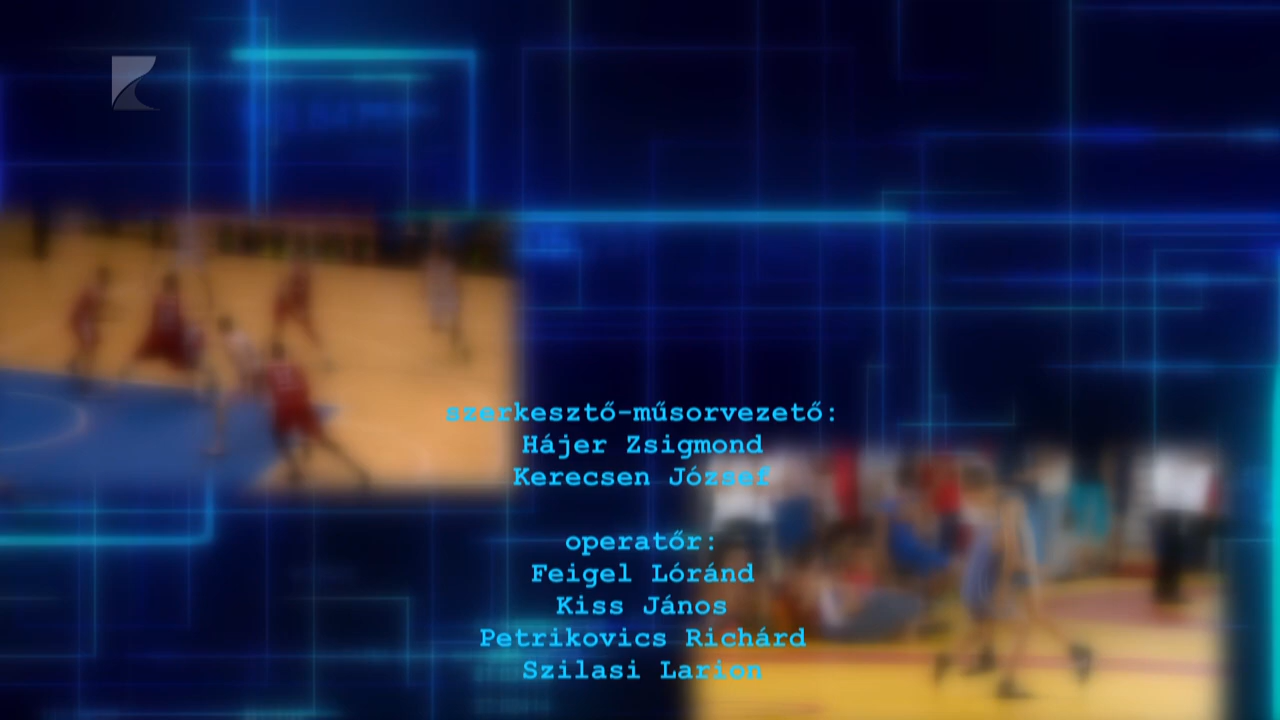 szerkesztő-műsorvezető:
Hájer Zsigmond
Kerecsen József
operatőr:
Feigel Lóránd
Kiss János
Petrikovics Richárd
Szilasi Larion